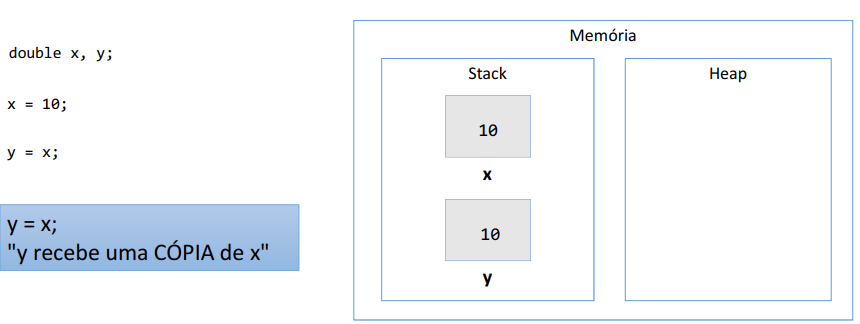 double x, y;
x = 10;
y = x;
y = x;
"y recebe uma CÓPIA de x"
Memória
Stack
10
x
10
y
Heap